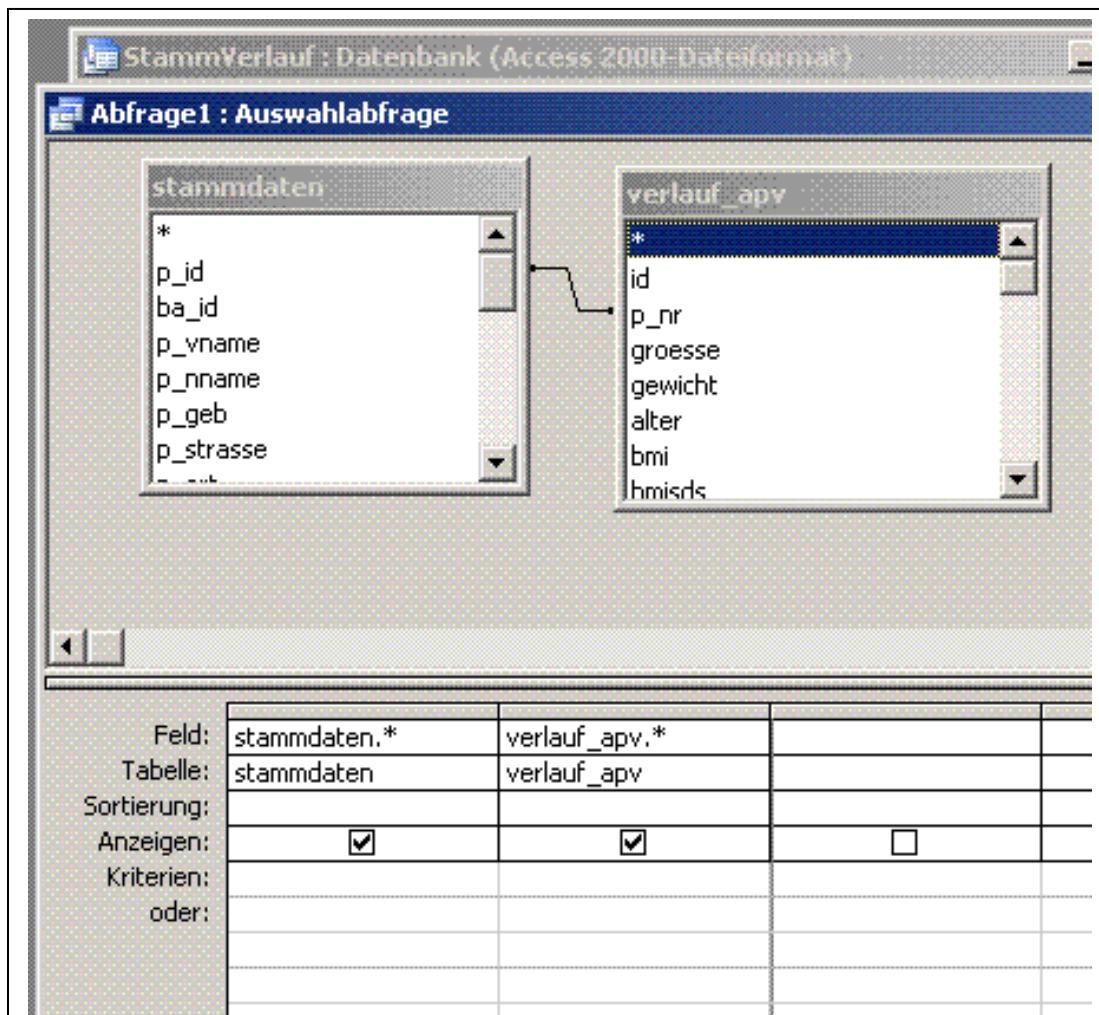 StammVerlauf : Datenbank (Access 2000-Dateiformat)
Abfrage1 : Auswahlabfrage
stammdaten
*
p_id
ba_id
p_vname
p_nname
p_geb
p_strasse
verlauf_apv
*
id
p_nr
groesse
gewicht
alter
bmi
bmisds
Feld: stammdaten.* verlauf_apv.*
Tabelle: stammdaten verlauf_apv
Sortierung:
Anzeigen:
Kriterien:
oder: